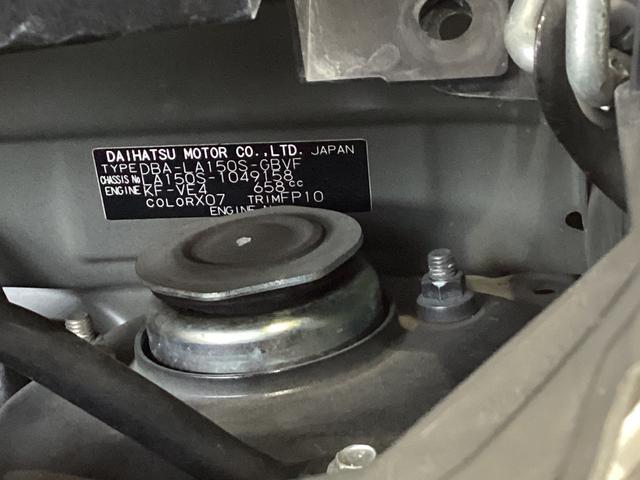 DAIHATSU MOTOR CO.,LTD. JAPAN
TYPE DBA-LA150S-GBVF
CHASSIS No LA150S-1049158
ENGINE KF-VE4 658cc
COLOR X07 TRIM FP10
ENGINE